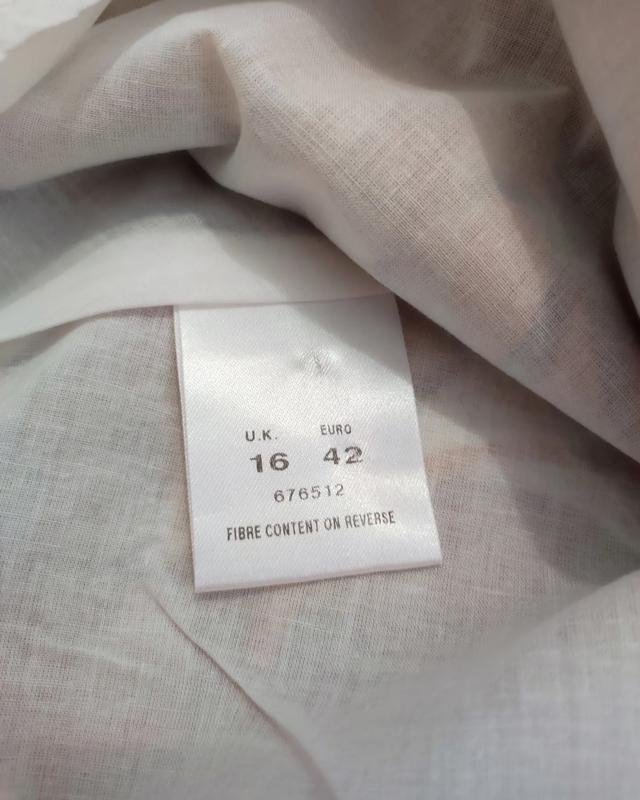 U.K. EURO
16 42
676512
FIBRE CONTENT ON REVERSE